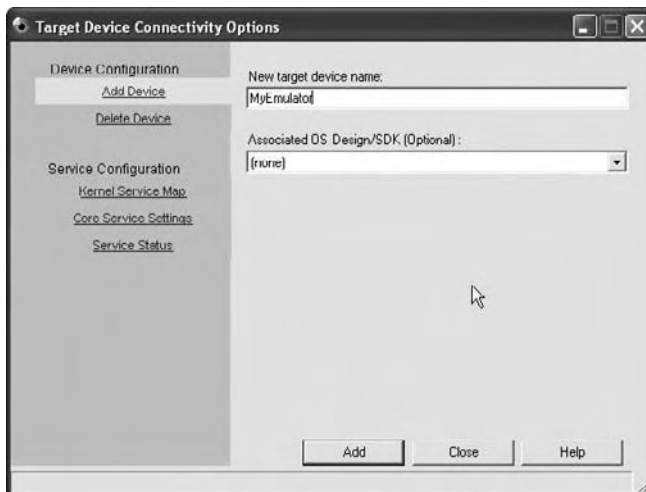 Target Device Connectivity Options
Device Configuration
Add Device
Delete Device
Service Configuration
Kernel Service Map
Core Service Settings
Service Status
New target device name:
MyEmulator
Associated OS Design/SDK (Optional) :
(none)
Add
Close
Help